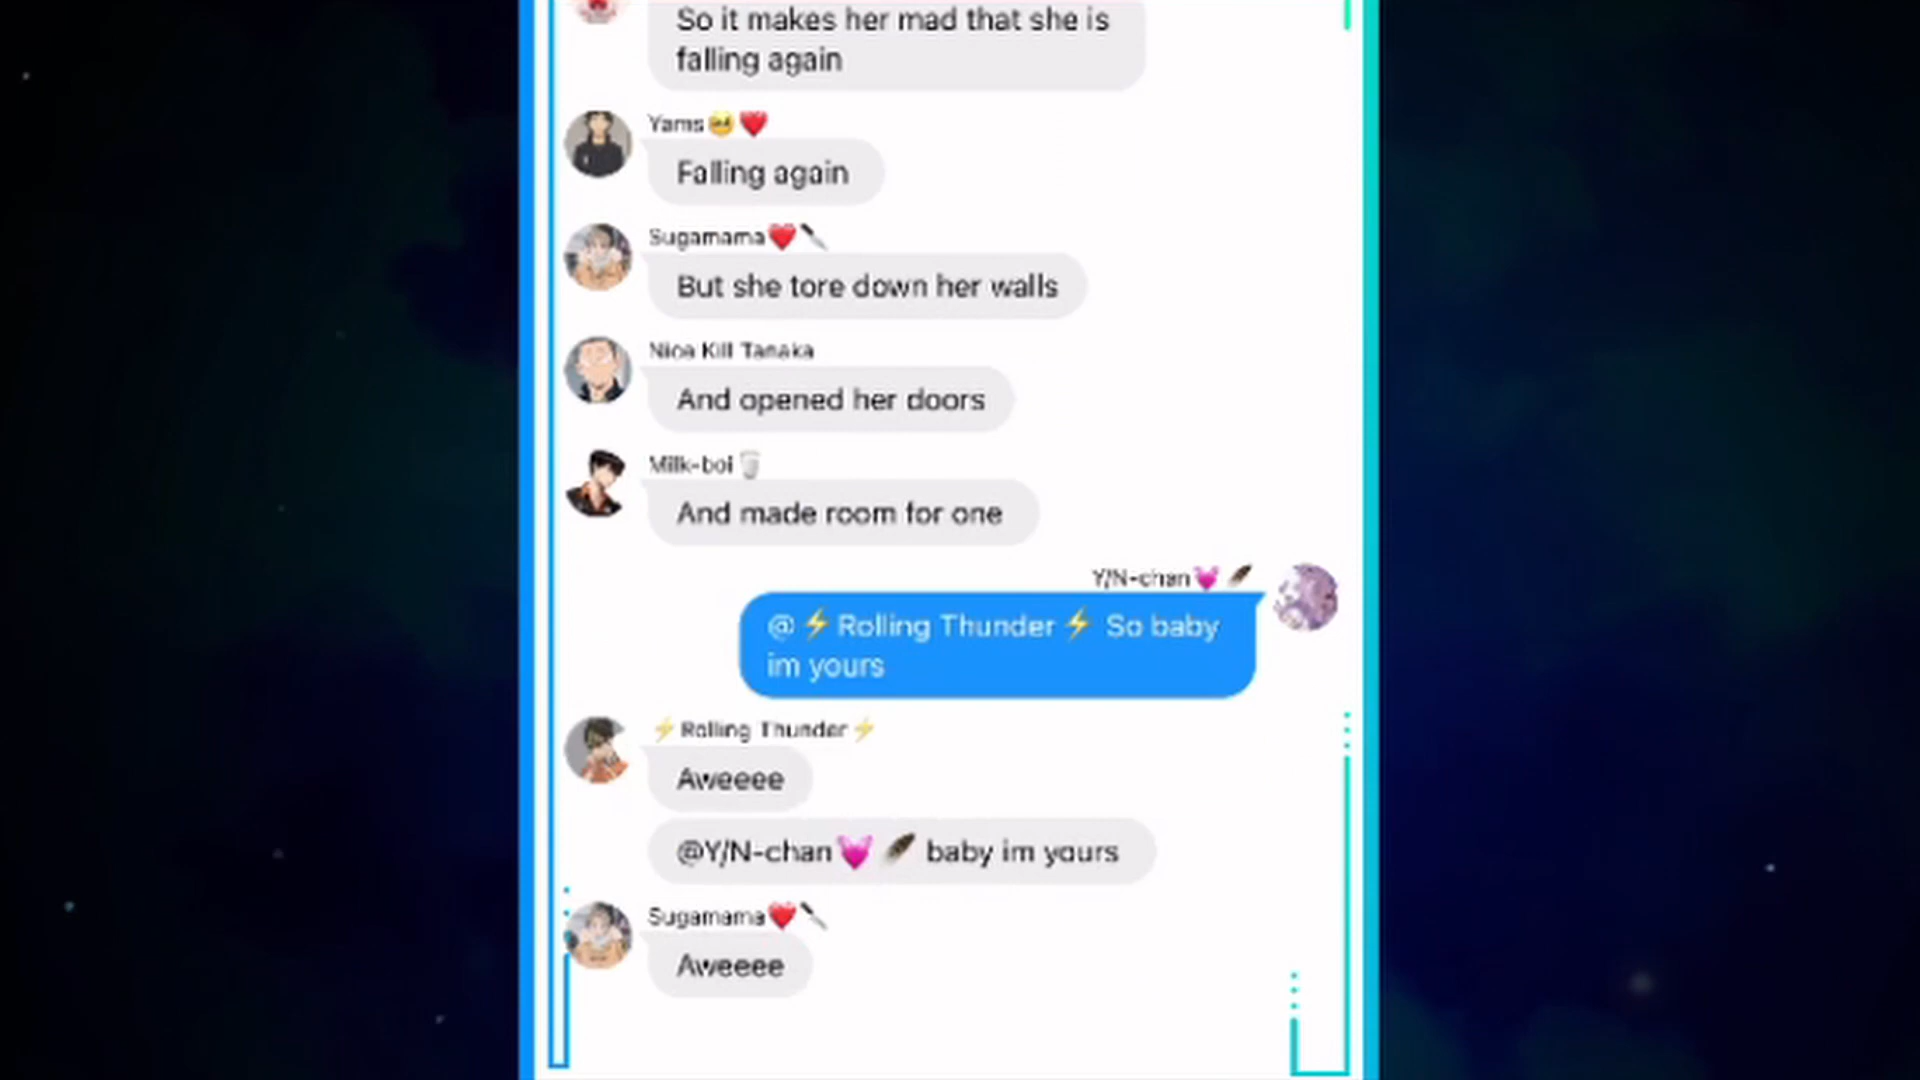 So it makes her mad that she is
falling again
Yams🥲❤️
Falling again
Sugamama❤️🔪
But she tore down her walls
Nice Kill Tanaka
And opened her doors
Milk-boi🥛
And made room for one
Y/N-chan💓🪶
@⚡Rolling Thunder⚡ So baby
im yours
⚡Rolling Thunder⚡
Aweeee
@Y/N-chan💓🪶 baby im yours
Sugamama❤️🔪
Aweeee